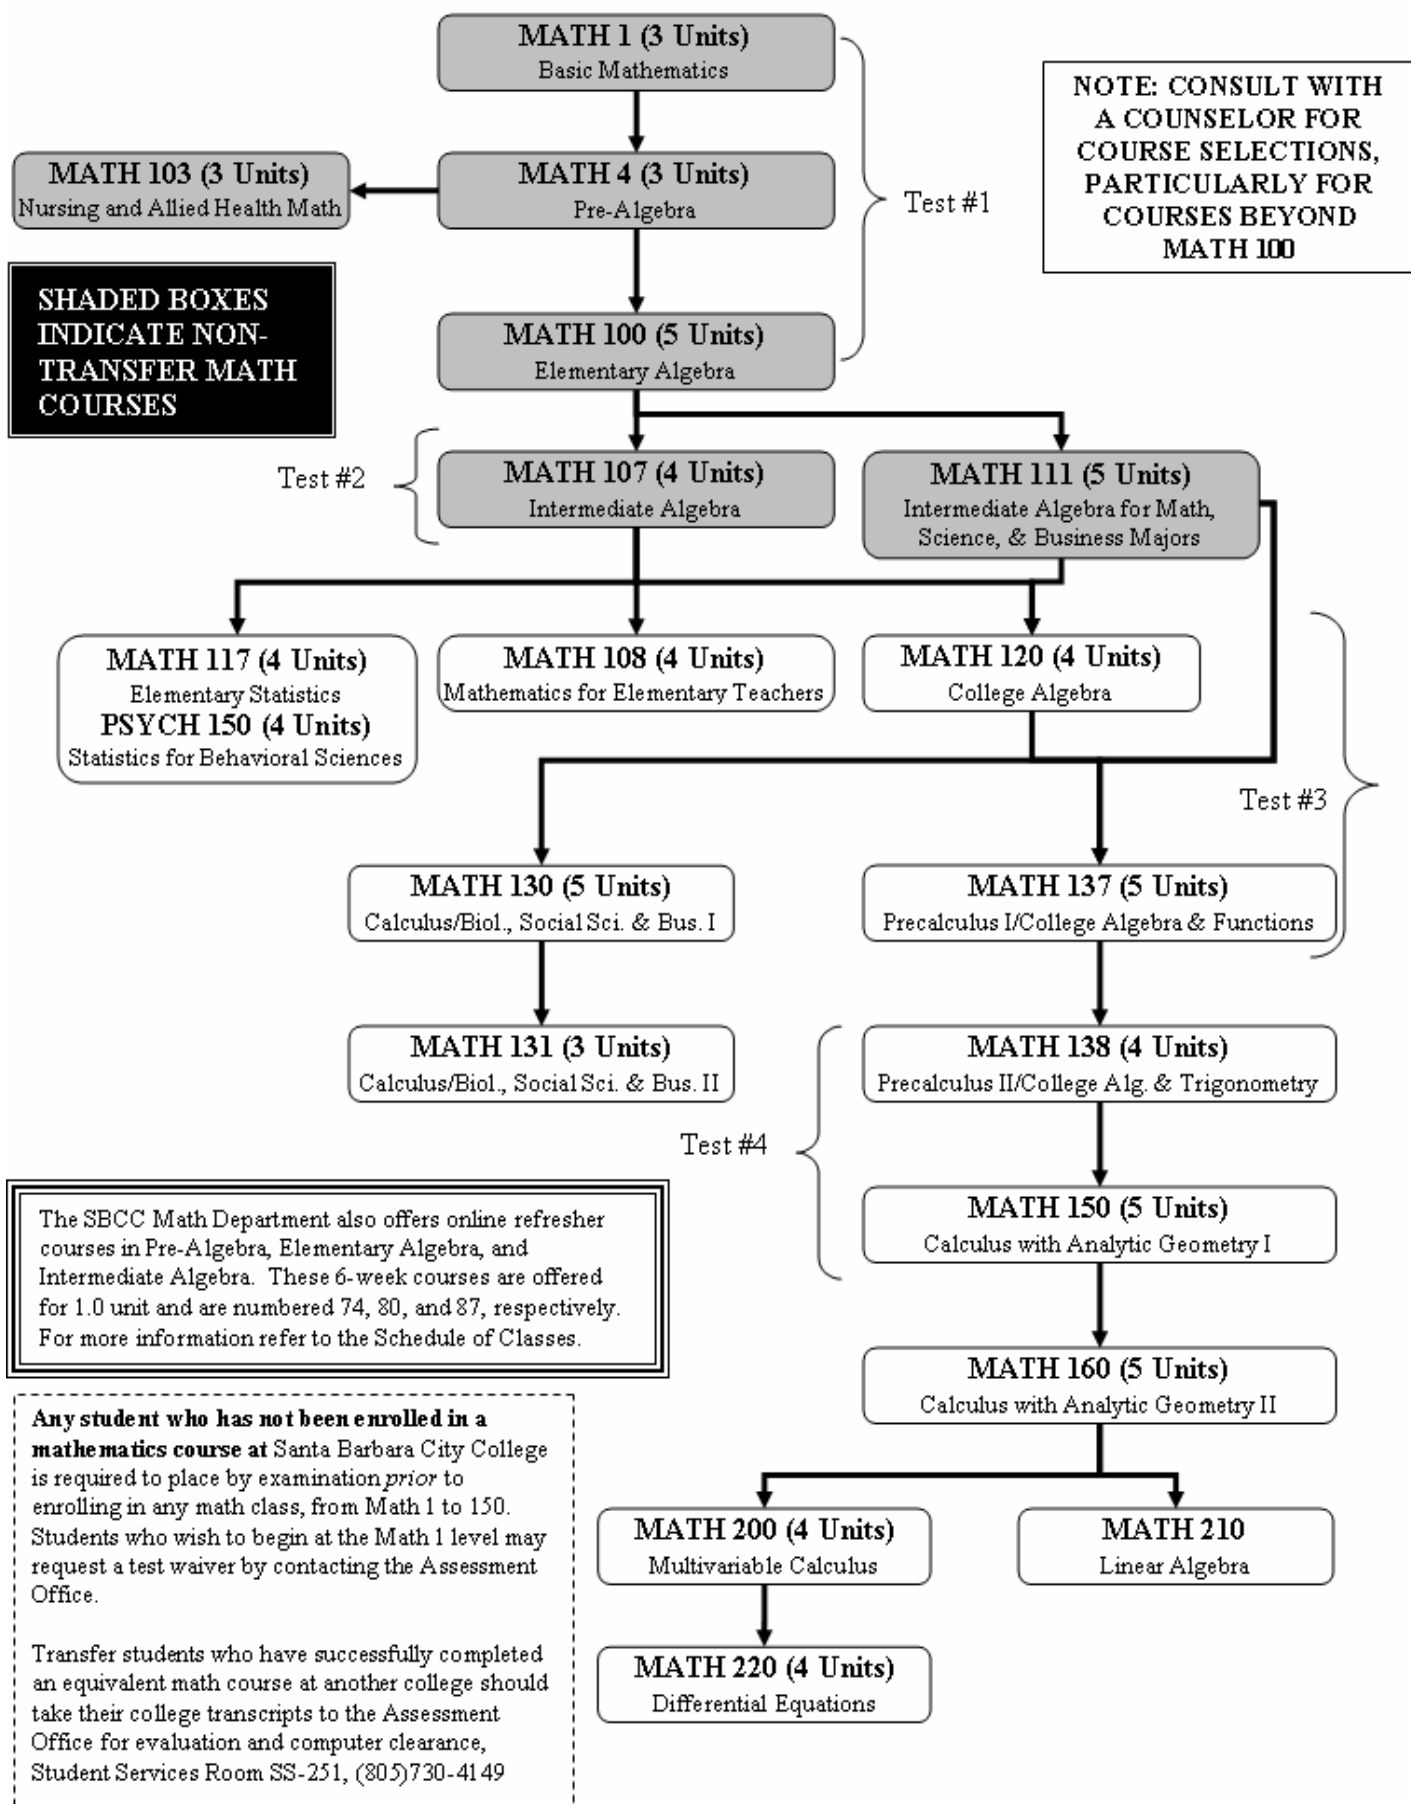 MATH 1 (3 Units)
Basic Mathematics
NOTE: CONSULT WITH
A COUNSELOR FOR
COURSE SELECTIONS,
PARTICULARLY FOR
COURSES BEYOND
MATH 100
MATH 103 (3 Units)
Nursing and Allied Health Math
MATH 4 (3 Units)
Pre-Algebra
Test #1
SHADED BOXES
INDICATE NON-
TRANSFER MATH
COURSES
MATH 100 (5 Units)
Elementary Algebra
Test #2
MATH 107 (4 Units)
Intermediate Algebra
MATH 111 (5 Units)
Intermediate Algebra for Math,
Science, & Business Majors
MATH 117 (4 Units)
Elementary Statistics
PSYCH 150 (4 Units)
Statistics for Behavioral Sciences
MATH 108 (4 Units)
Mathematics for Elementary Teachers
MATH 120 (4 Units)
College Algebra
Test #3
MATH 130 (5 Units)
Calculus/Biol., Social Sci. & Bus. I
MATH 137 (5 Units)
Precalculus I/College Algebra & Functions
MATH 131 (3 Units)
Calculus/Biol., Social Sci. & Bus. II
MATH 138 (4 Units)
Precalculus II/College Alg. & Trigonometry
Test #4
MATH 150 (5 Units)
Calculus with Analytic Geometry I
The SBCC Math Department also offers online refresher
courses in Pre-Algebra, Elementary Algebra, and
Intermediate Algebra. These 6-week courses are offered
for 1.0 unit and are numbered 74, 80, and 87, respectively.
For more information refer to the Schedule of Classes.
MATH 160 (5 Units)
Calculus with Analytic Geometry II
Any student who has not been enrolled in a
mathematics course at Santa Barbara City College
is required to place by examination prior to
enrolling in any math class, from Math 1 to 150.
Students who wish to begin at the Math 1 level may
request a test waiver by contacting the Assessment
Office.
Transfer students who have successfully completed
an equivalent math course at another college should
take their college transcripts to the Assessment
Office for evaluation and computer clearance,
Student Services Room SS-251, (805)730-4149
MATH 200 (4 Units)
Multivariable Calculus
MATH 210
Linear Algebra
MATH 220 (4 Units)
Differential Equations